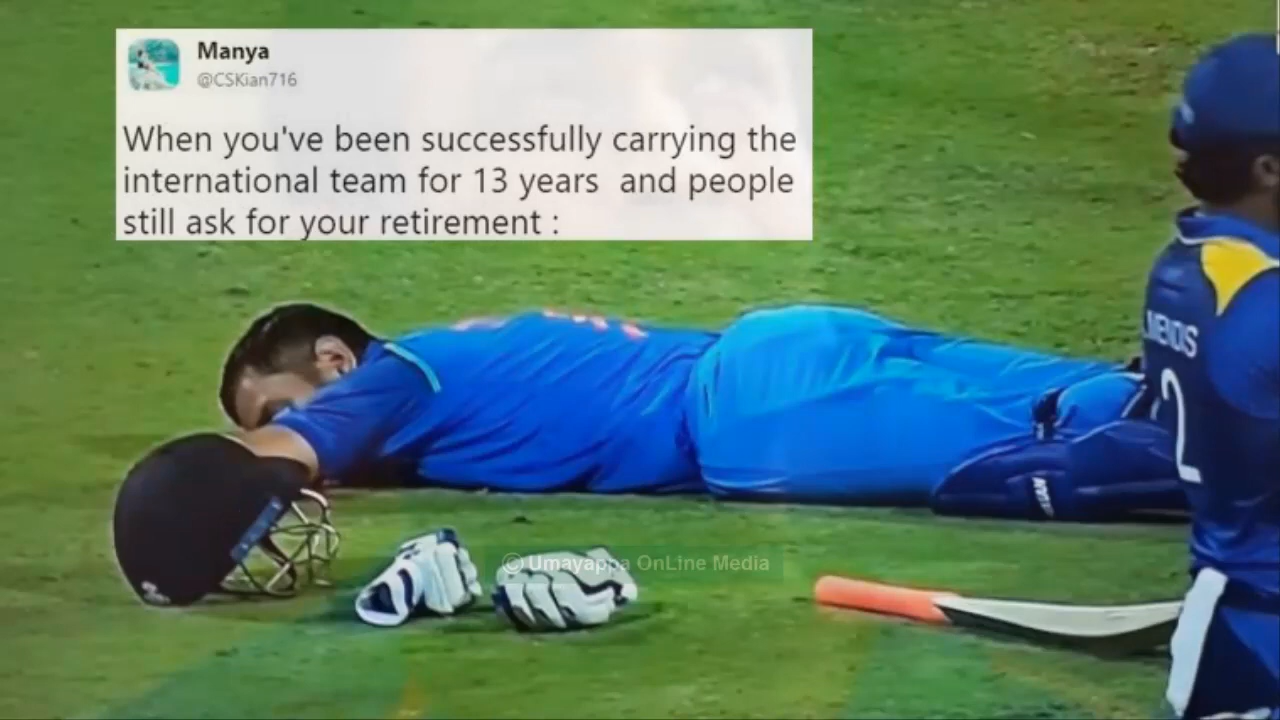 Manya
@CSKian716
When you've been successfully carrying the
international team for 13 years and people
still ask for your retirement :
MENDIS
2
© Umayappa OnLine Media